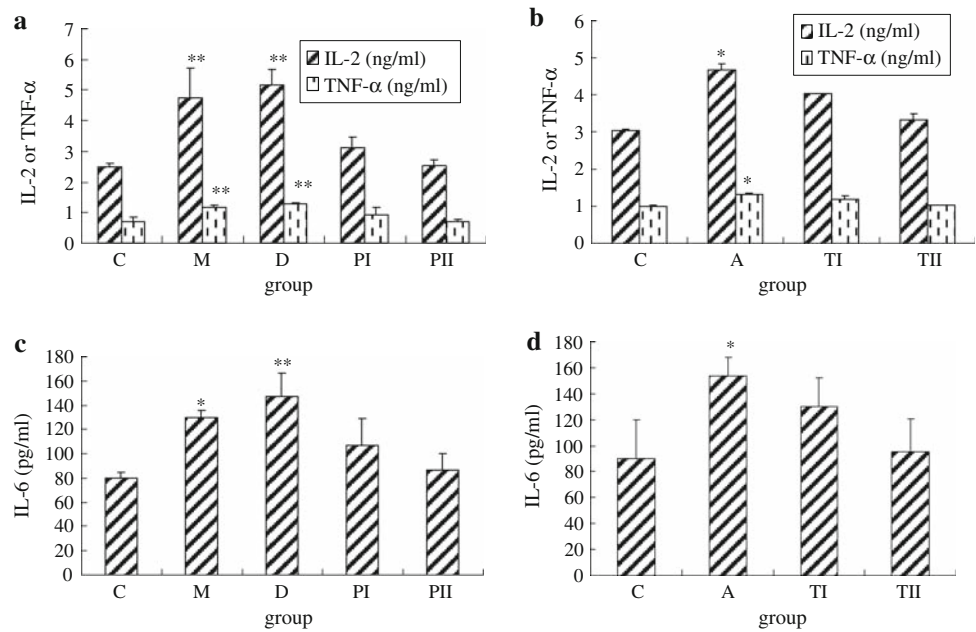 a
7
6
5
4
3
2
1
0
IL-2 or TNF-α
IL-2 (ng/ml)
TNF-α (ng/ml)
** **
** **
C M D PI PII
group
b
6
5
4
3
2
1
0
IL-2 or TNF-α
IL-2 (ng/ml)
TNF-α (ng/ml)
*
*
C A TI TII
group
c
180
160
140
120
100
80
60
40
20
0
IL-6 (pg/ml)
* **
C M D PI PII
group
d
180
160
140
120
100
80
60
40
20
0
IL-6 (pg/ml)
*
C A TI TII
group